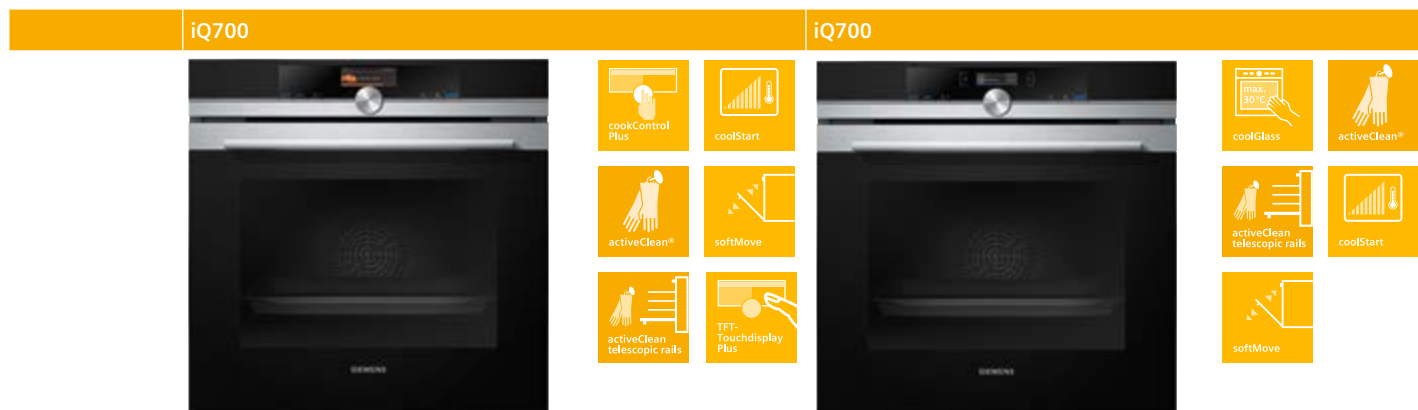 iQ700
iQ700
cookControl
Plus
coolStart
activeClean®
softMove
activeClean
telescopic rails
TFT-
Touchdisplay
Plus
SIEMENS
max.
30°C
coolGlass
activeClean®
activeClean
telescopic rails
coolStart
softMove
SIEMENS